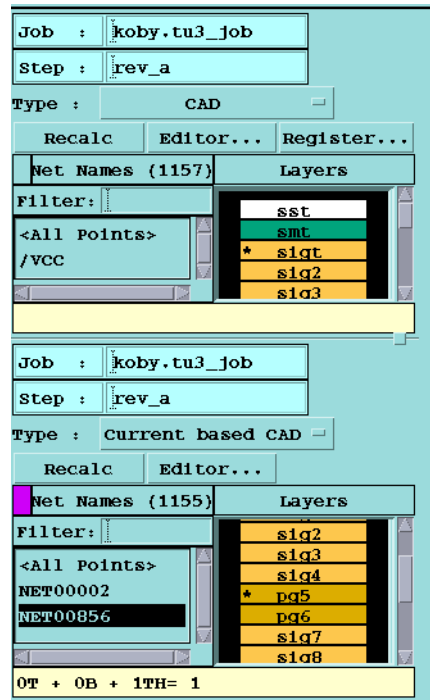 Job : koby.tu3_job
Step : rev_a
Type : CAD
Recalc Editor... Register...
Net Names (1157) Layers
Filter:
<All Points>
/VCC
sst
smt
* sigt
sig2
sig3
Job : koby.tu3_job
Step : rev_a
Type : Current based CAD
Recalc Editor...
Net Names (1155) Layers
Filter:
<All Points>
NET00002
NET00856
sig2
sig3
sig4
* pg5
pg6
sig7
sig8
0T + 0B + 1TH= 1